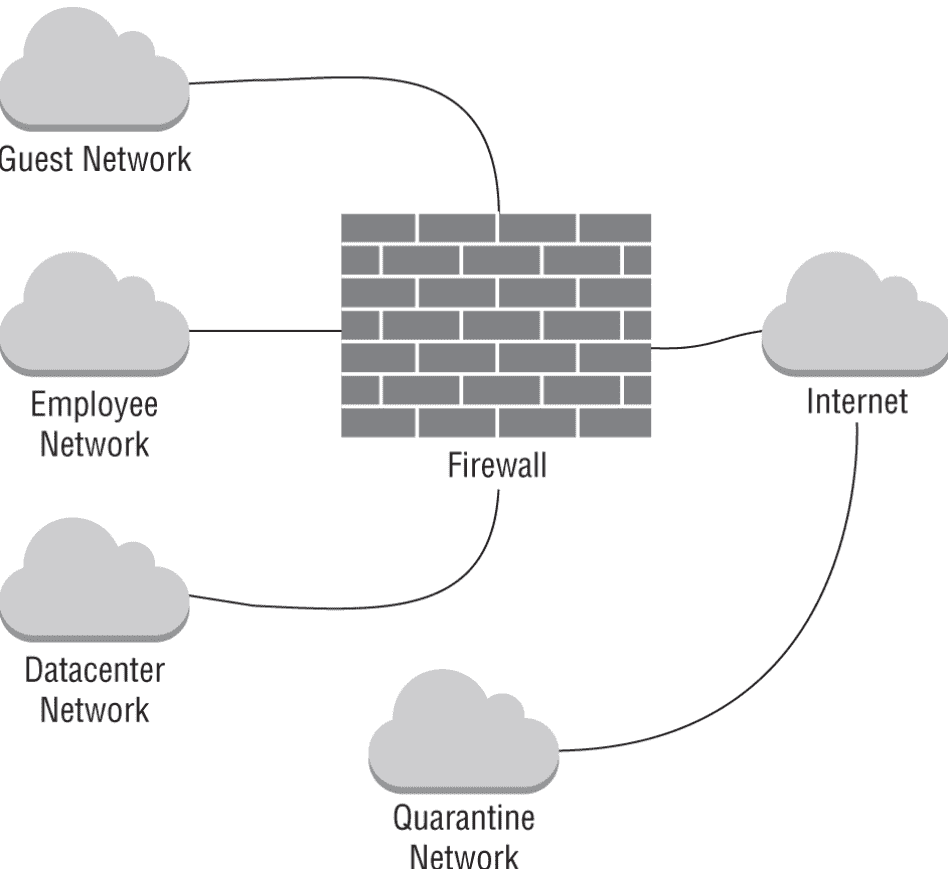 Guest Network
Employee
Network
Firewall
Internet
Datacenter
Network
Quarantine
Network